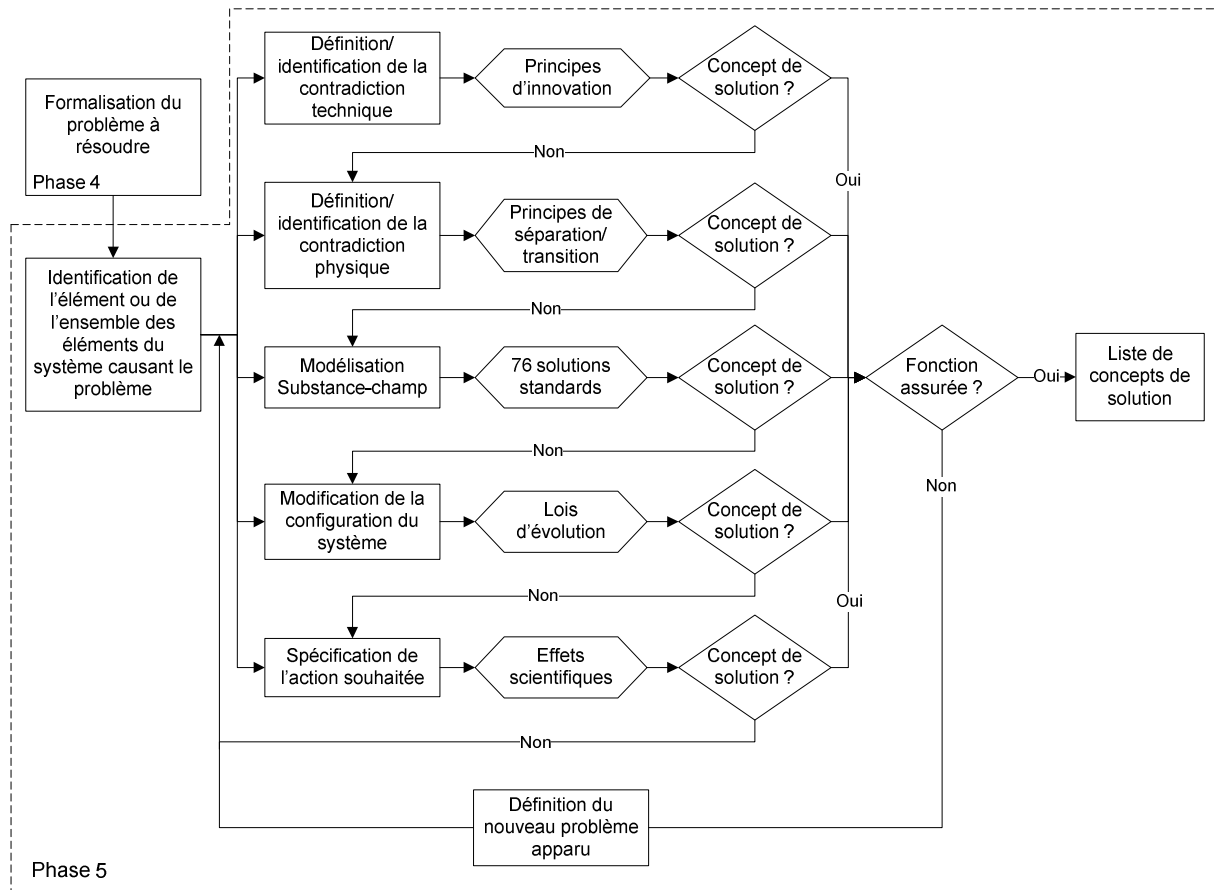 Formalisation du
problème à
résoudre
Phase 4
Identification de
l'élément ou de
l'ensemble des
éléments du
système causant le
problème
Définition/
identification de la
contradiction
technique
Principes
d'innovation
Concept de
solution ?
Non
Oui
Définition/
identification de la
contradiction
physique
Principes de
séparation/
transition
Concept de
solution ?
Non
Modélisation
Substance-champ
76 solutions
standards
Concept de
solution ?
Fonction
assurée ?
Oui
Liste de
concepts de
solution
Non
Non
Modification de la
configuration du
système
Lois
d'évolution
Concept de
solution ?
Non
Oui
Spécification de
l'action souhaitée
Effets
scientifiques
Concept de
solution ?
Non
Définition du
nouveau problème
apparu
Phase 5